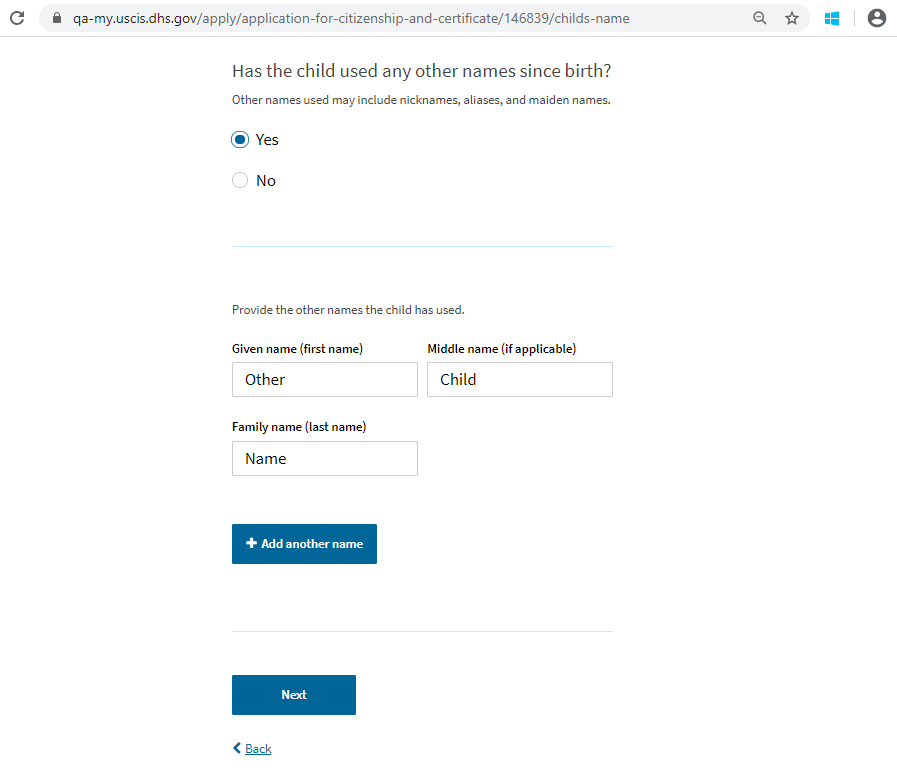 qa-my.uscis.dhs.gov/apply/application-for-citizenship-and-certificate/146839/childs-name
Has the child used any other names since birth?
Other names used may include nicknames, aliases, and maiden names.
Yes
No
Provide the other names the child has used.
Given name (first name) Middle name (if applicable)
Other Child
Family name (last name)
Name
+ Add another name
Next
Back